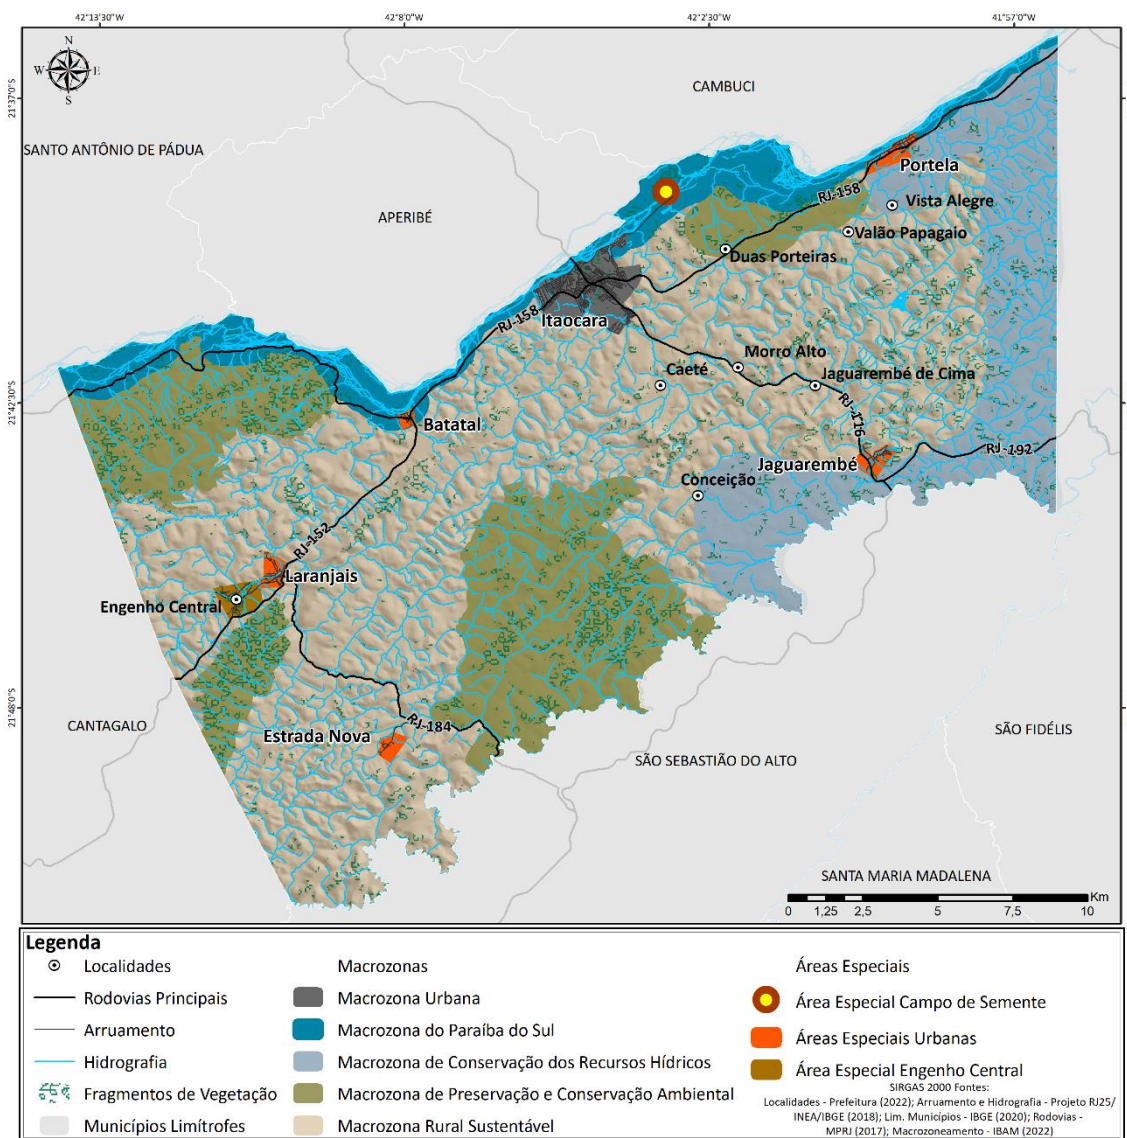 42°13'30"W
42°8'0"W
42°2'30"W
41°57'0"W
N
W
E
S
21°37'0"S
21°42'30"S
21°48'0"S
CAMBUCI
SANTO ANTÔNIO DE PÁDUA
APERIBÉ
Portela
RJ-158
Vista Alegre
Valão Papagaio
Duas Porteiras
RJ-158
Itaocara
Morro Alto
Caeté
Jaguarembé de Cima
RJ-116
Batatal
RJ-192
Jaguarembé
Conceição
RJ-152
Laranjais
Engenho Central
CANTAGALO
RJ-184
Estrada Nova
SÃO FIDÉLIS
SÃO SEBASTIÃO DO ALTO
SANTA MARIA MADALENA
Km
0 1,25 2,5 5 7,5 10
Legenda
Localidades
Rodovias Principais
Arruamento
Hidrografia
Fragmentos de Vegetação
Municípios Limítrofes
Macrozonas
Macrozona Urbana
Macrozona do Paraíba do Sul
Macrozona de Conservação dos Recursos Hídricos
Macrozona de Preservação e Conservação Ambiental
Macrozona Rural Sustentável
Áreas Especiais
Área Especial Campo de Semente
Áreas Especiais Urbanas
Área Especial Engenho Central
SIRGAS 2000 Fontes:
Localidades - Prefeitura (2022); Arruamento e Hidrografia - Projeto RJ25/
INEA/IBGE (2018); Lim. Municípios - IBGE (2020); Rodovias -
MPRJ (2017); Macrozoneamento - IBAM (2022)